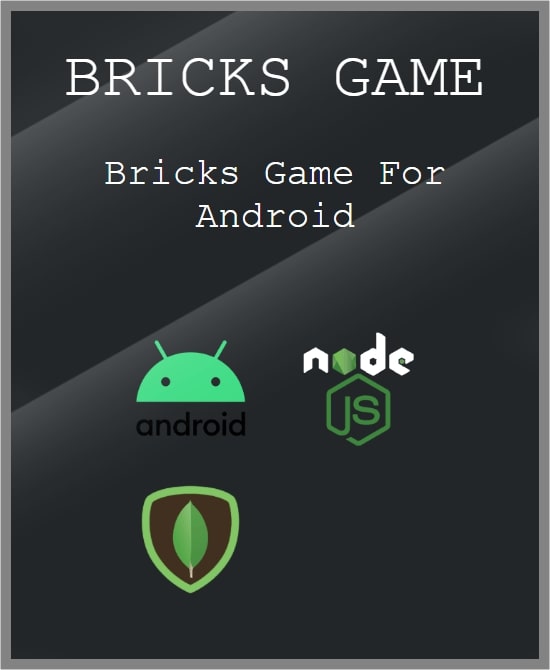 BRICKS GAME
Bricks Game For
Android
android
node
JS